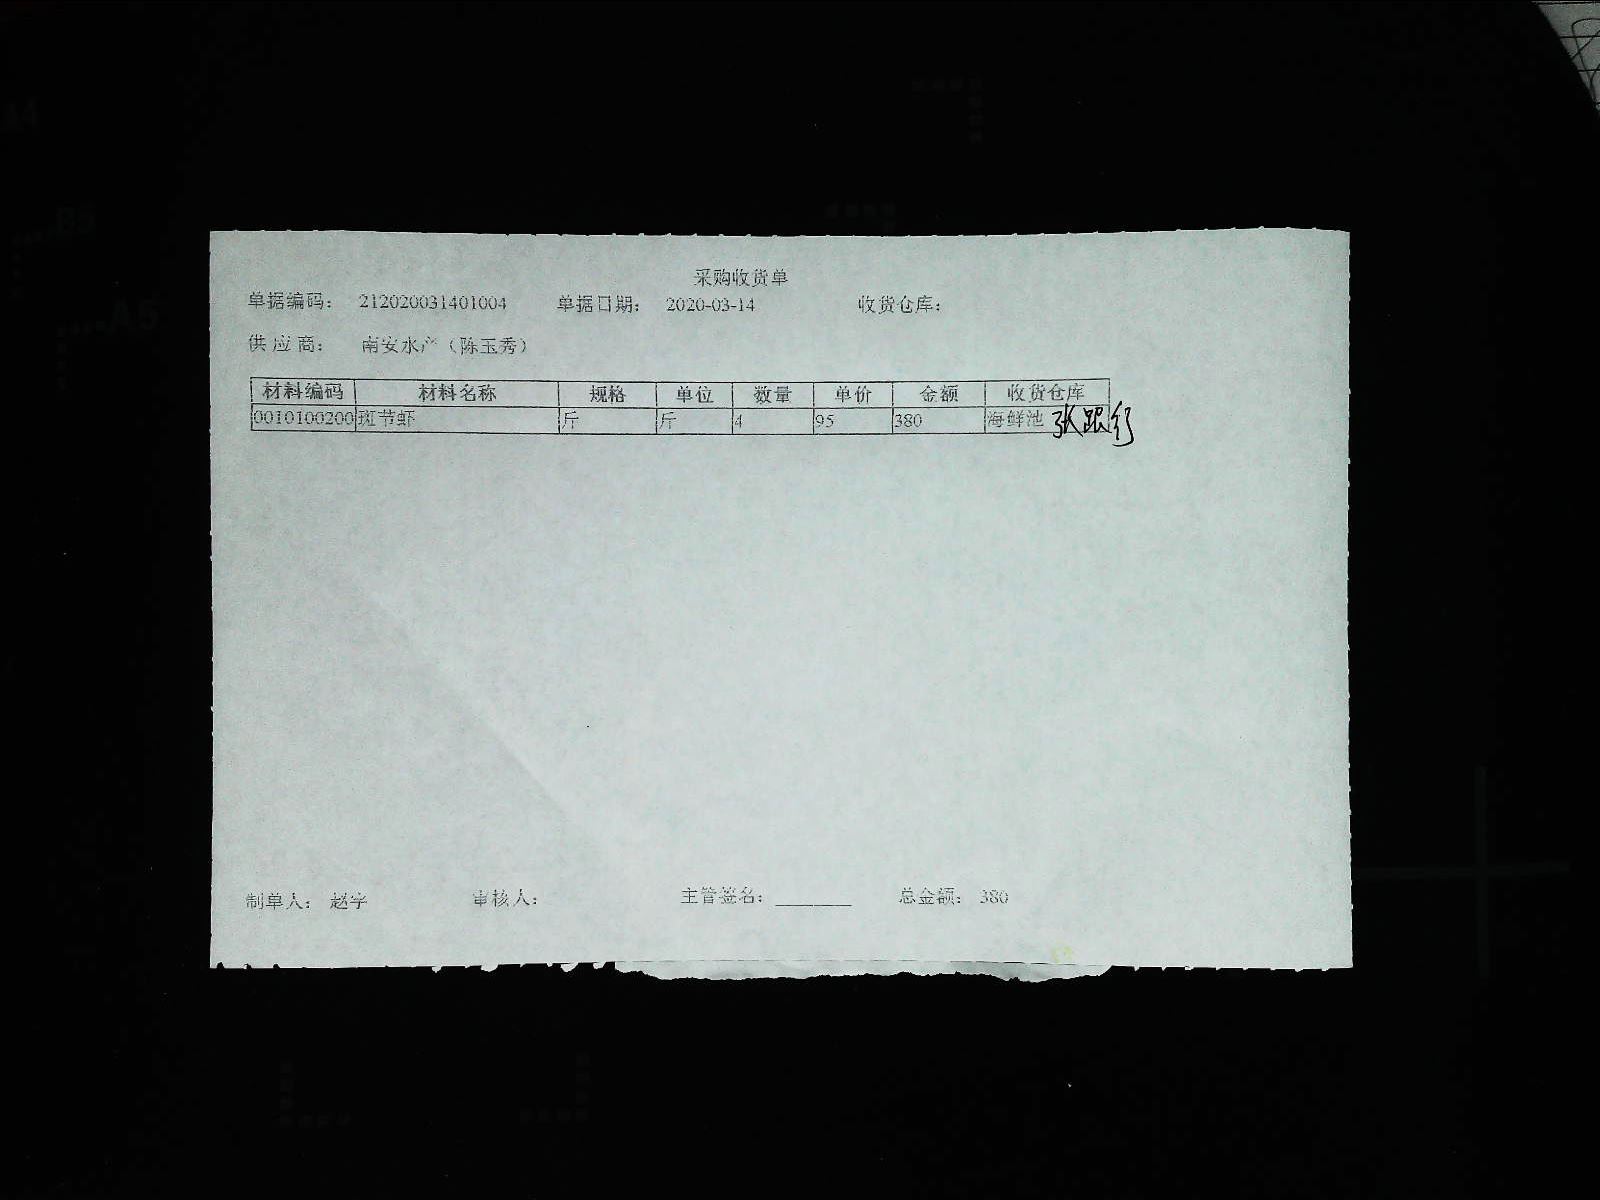 采购收货单
单据编码： 212020031401004 单据日期： 2020-03-14 收货仓库：
供应商： 南安水产（陈玉秀）
材料编码 材料名称 规格 单位 数量 单价 金额 收货仓库
0010100200 斑节虾 斤 斤 4 95 380 海鲜池
制单人： 赵宇 审核人： 主管签名： ________ 总金额： 380